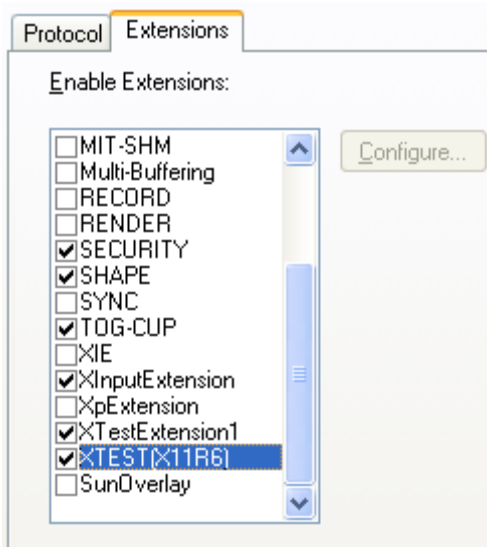 Protocol Extensions
Enable Extensions:
MIT-SHM
Configure...
Multi-Buffering
RECORD
RENDER
SECURITY
SHAPE
SYNC
TOG-CUP
XIE
XInputExtension
XpExtension
XTestExtension1
XTEST(X11R6)
SunOverlay